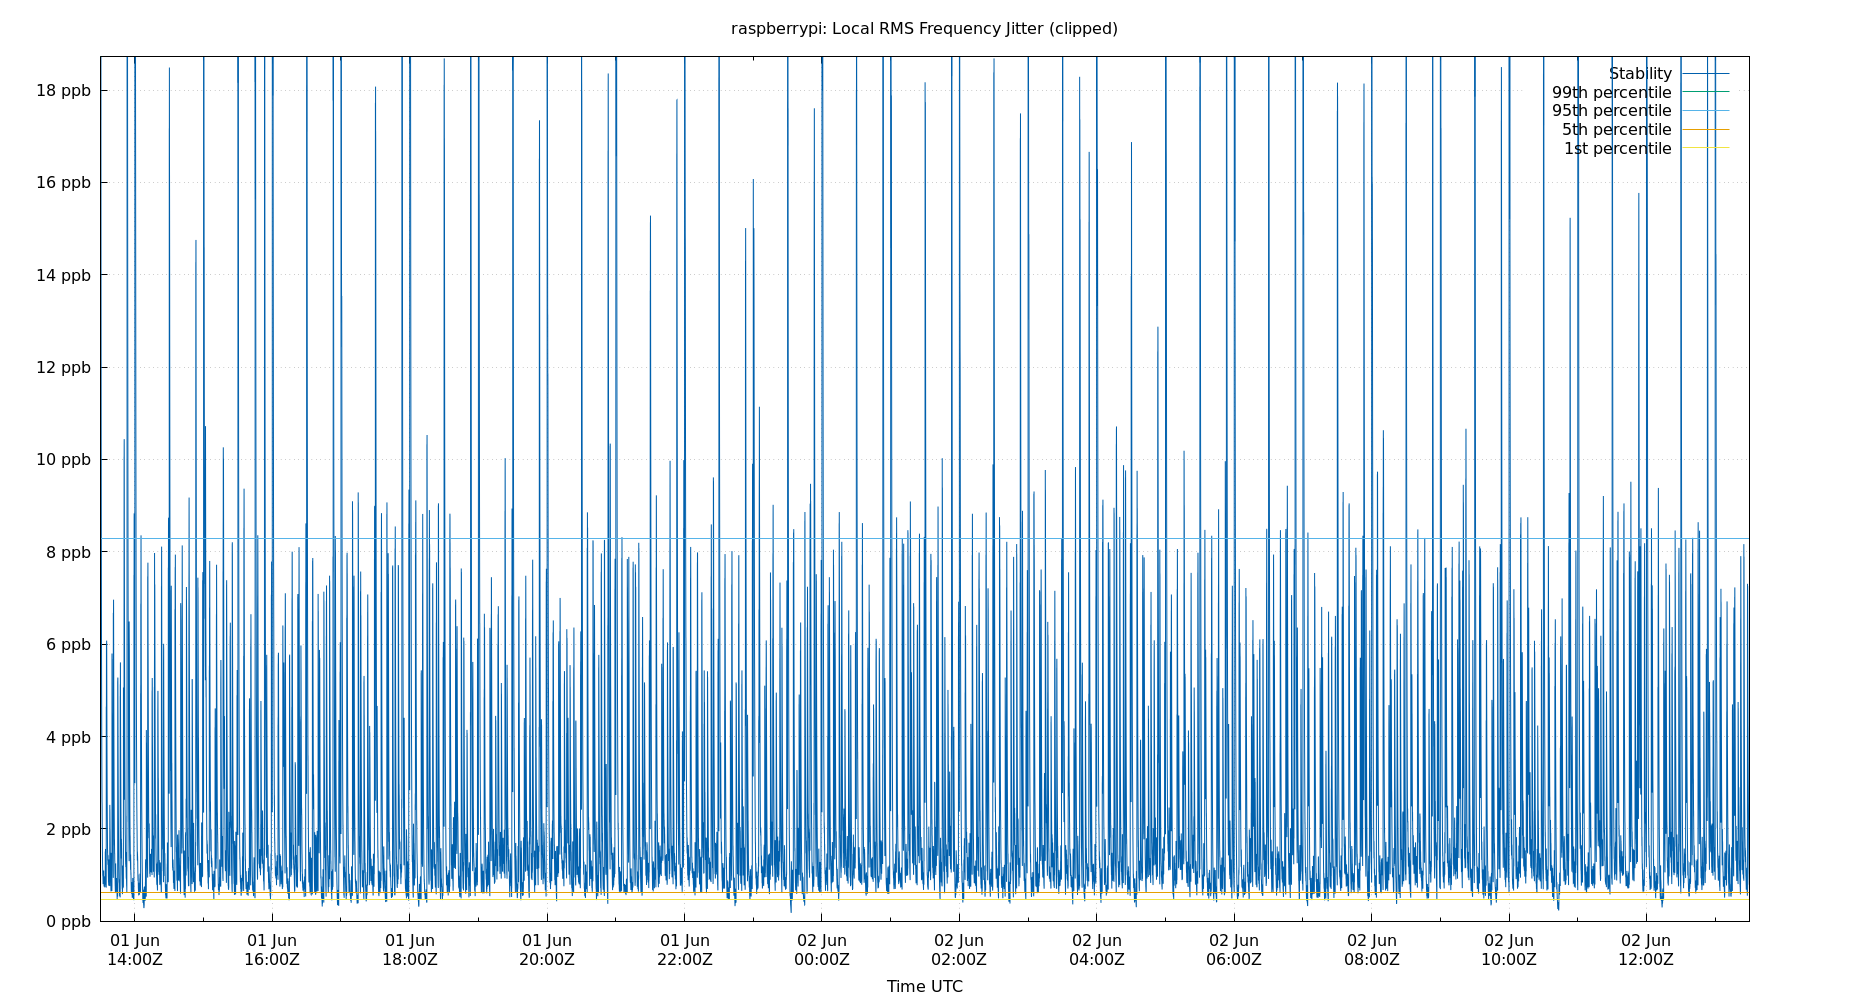 raspberrypi: Local RMS Frequency Jitter (clipped)
Stability
99th percentile
95th percentile
5th percentile
1st percentile
18 ppb
16 ppb
14 ppb
12 ppb
10 ppb
8 ppb
6 ppb
4 ppb
2 ppb
0 ppb
01 Jun 01 Jun 01 Jun 01 Jun 01 Jun 02 Jun 02 Jun 02 Jun 02 Jun 02 Jun 02 Jun 02 Jun
14:00Z 16:00Z 18:00Z 20:00Z 22:00Z 00:00Z 02:00Z 04:00Z 06:00Z 08:00Z 10:00Z 12:00Z
Time UTC